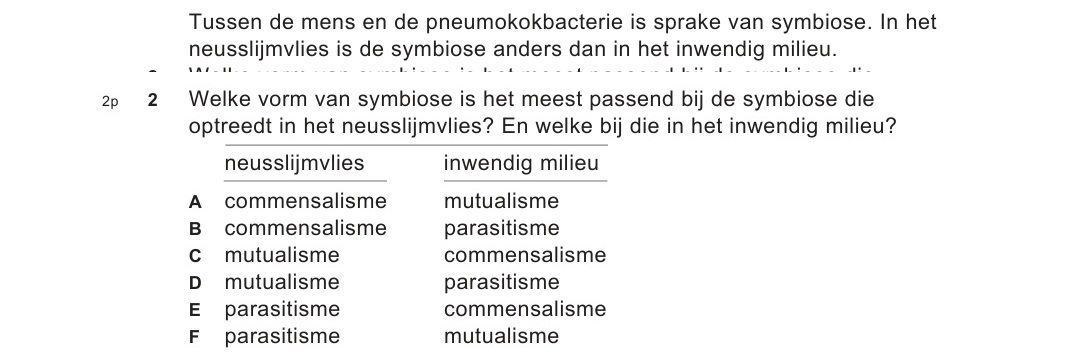 Tussen de mens en de pneumokokbacterie is sprake van symbiose. In het
neusslijmvlies is de symbiose anders dan in het inwendig milieu.
2p 2 Welke vorm van symbiose is het meest passend bij de symbiose die
optreedt in het neusslijmvlies? En welke bij die in het inwendig milieu?
neusslijmvlies inwendig milieu
A commensalisme mutualisme
B commensalisme parasitisme
C mutualisme commensalisme
D mutualisme parasitisme
E parasitisme commensalisme
F parasitisme mutualisme